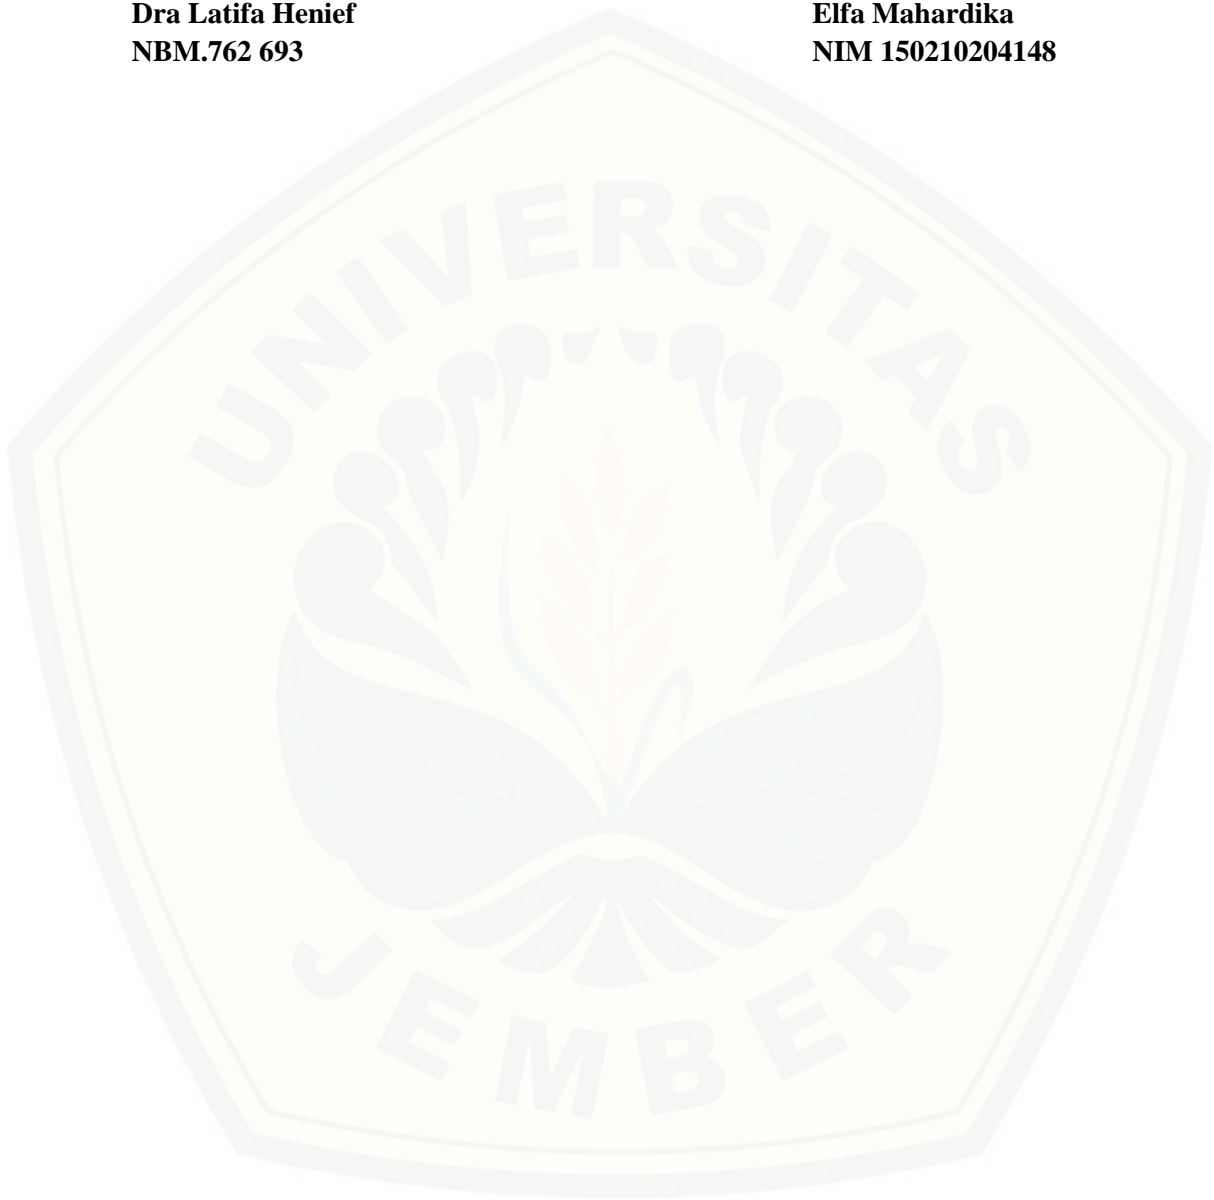 Dra Latifa Henief
NBM.762 693
Elfa Mahardika
NIM 150210204148
UNIVERSITAS
JEMBER